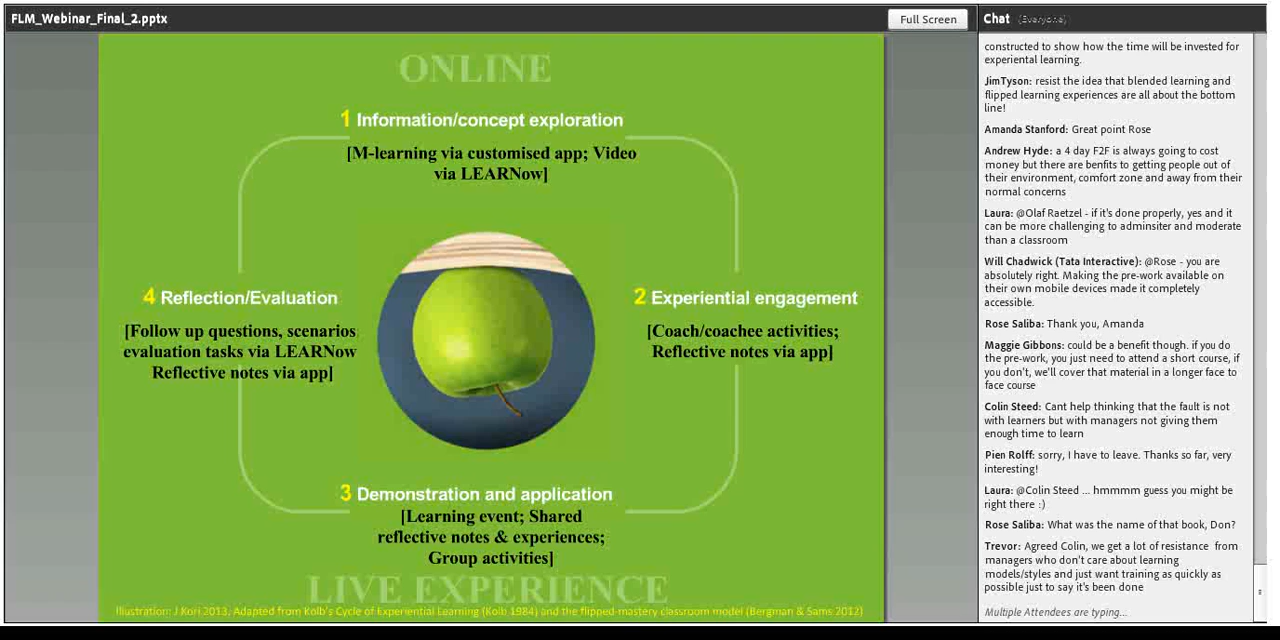 FLM_Webinar_Final_2.pptx
Full Screen
ONLINE
1 Information/concept exploration
[M-learning via customised app; Video
via LEARNow]
4 Reflection/Evaluation
[Follow up questions, scenarios
evaluation tasks via LEARNow
Reflective notes via app]
2 Experiential engagement
[Coach/coachee activities;
Reflective notes via app]
3 Demonstration and application
[Learning event; Shared
reflective notes & experiences;
Group activities]
LIVE EXPERIENCE
Illustration: J Kori 2013, Adapted from Kolb's Cycle of Experiential Learning (Kolb 1984) and the flipped-mastery classroom model (Bergman & Sams 2012)
Chat (Everyone)
constructed to show how the time will be invested for
experiental learning.
JimTyson: resist the idea that blended learning and
flipped learning experiences are all about the bottom
line!
Amanda Stanford: Great point Rose
Andrew Hyde: a 4 day F2F is always going to cost
money but there are benfits to getting people out of
their environment, comfort zone and away from their
normal concerns
Laura: @Olaf Raetzel - if it's done properly, yes and it
can be more challenging to adminsiter and moderate
than a classroom
Will Chadwick (Tata Interactive): @Rose - you are
absolutely right. Making the pre-work available on
their own mobile devices made it completely
accessible.
Rose Saliba: Thank you, Amanda
Maggie Gibbons: could be a benefit though. if you do
the pre-work, you just need to attend a short course, if
you don't, we'll cover that material in a longer face to
face course
Colin Steed: Cant help thinking that the fault is not
with learners but with managers not giving them
enough time to learn
Pien Rolff: sorry, I have to leave. Thanks so far, very
interesting!
Laura: @Colin Steed ... hmmmm guess you might be
right there :)
Rose Saliba: What was the name of that book, Don?
Trevor: Agreed Colin, we get a lot of resistance from
managers who don't care about learning
models/styles and just want training as quickly as
possible just to say it's been done
Multiple Attendees are typing...